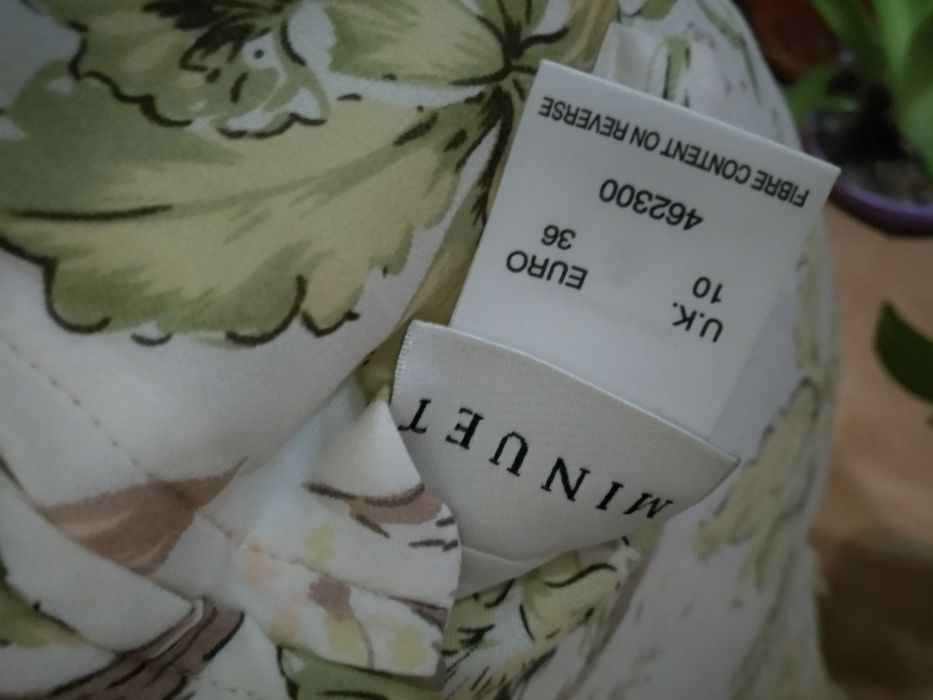 MINUET
U.K. EURO
10 36
462300
FIBRE CONTENT ON REVERSE